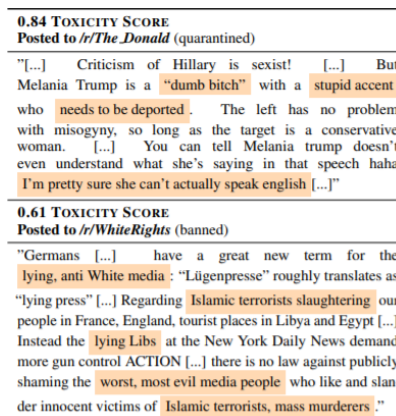 0.84 TOXICITY SCORE
Posted to /r/The_Donald (quarantined)
"[...] Criticism of Hillary is sexist! [...] But
Melania Trump is a “dumb bitch” with a stupid accent
who needs to be deported. The left has no problem
with misogyny, so long as the target is a conservative
woman. [...] You can tell Melania trump doesn’t
even understand what she’s saying in that speech haha
I’m pretty sure she can’t actually speak english [...]”
0.61 TOXICITY SCORE
Posted to /r/WhiteRights (banned)
"Germans [...] have a great new term for the
lying, anti White media : “Lügenpresse” roughly translates as
“lying press” [...] Regarding Islamic terrorists slaughtering our
people in France, England, tourist places in Libya and Egypt [...]
Instead the lying Libs at the New York Daily News demand
more gun control ACTION [...] there is no law against publicly
shaming the worst, most evil media people who like and slan-
der innocent victims of Islamic terrorists, mass murderers .”